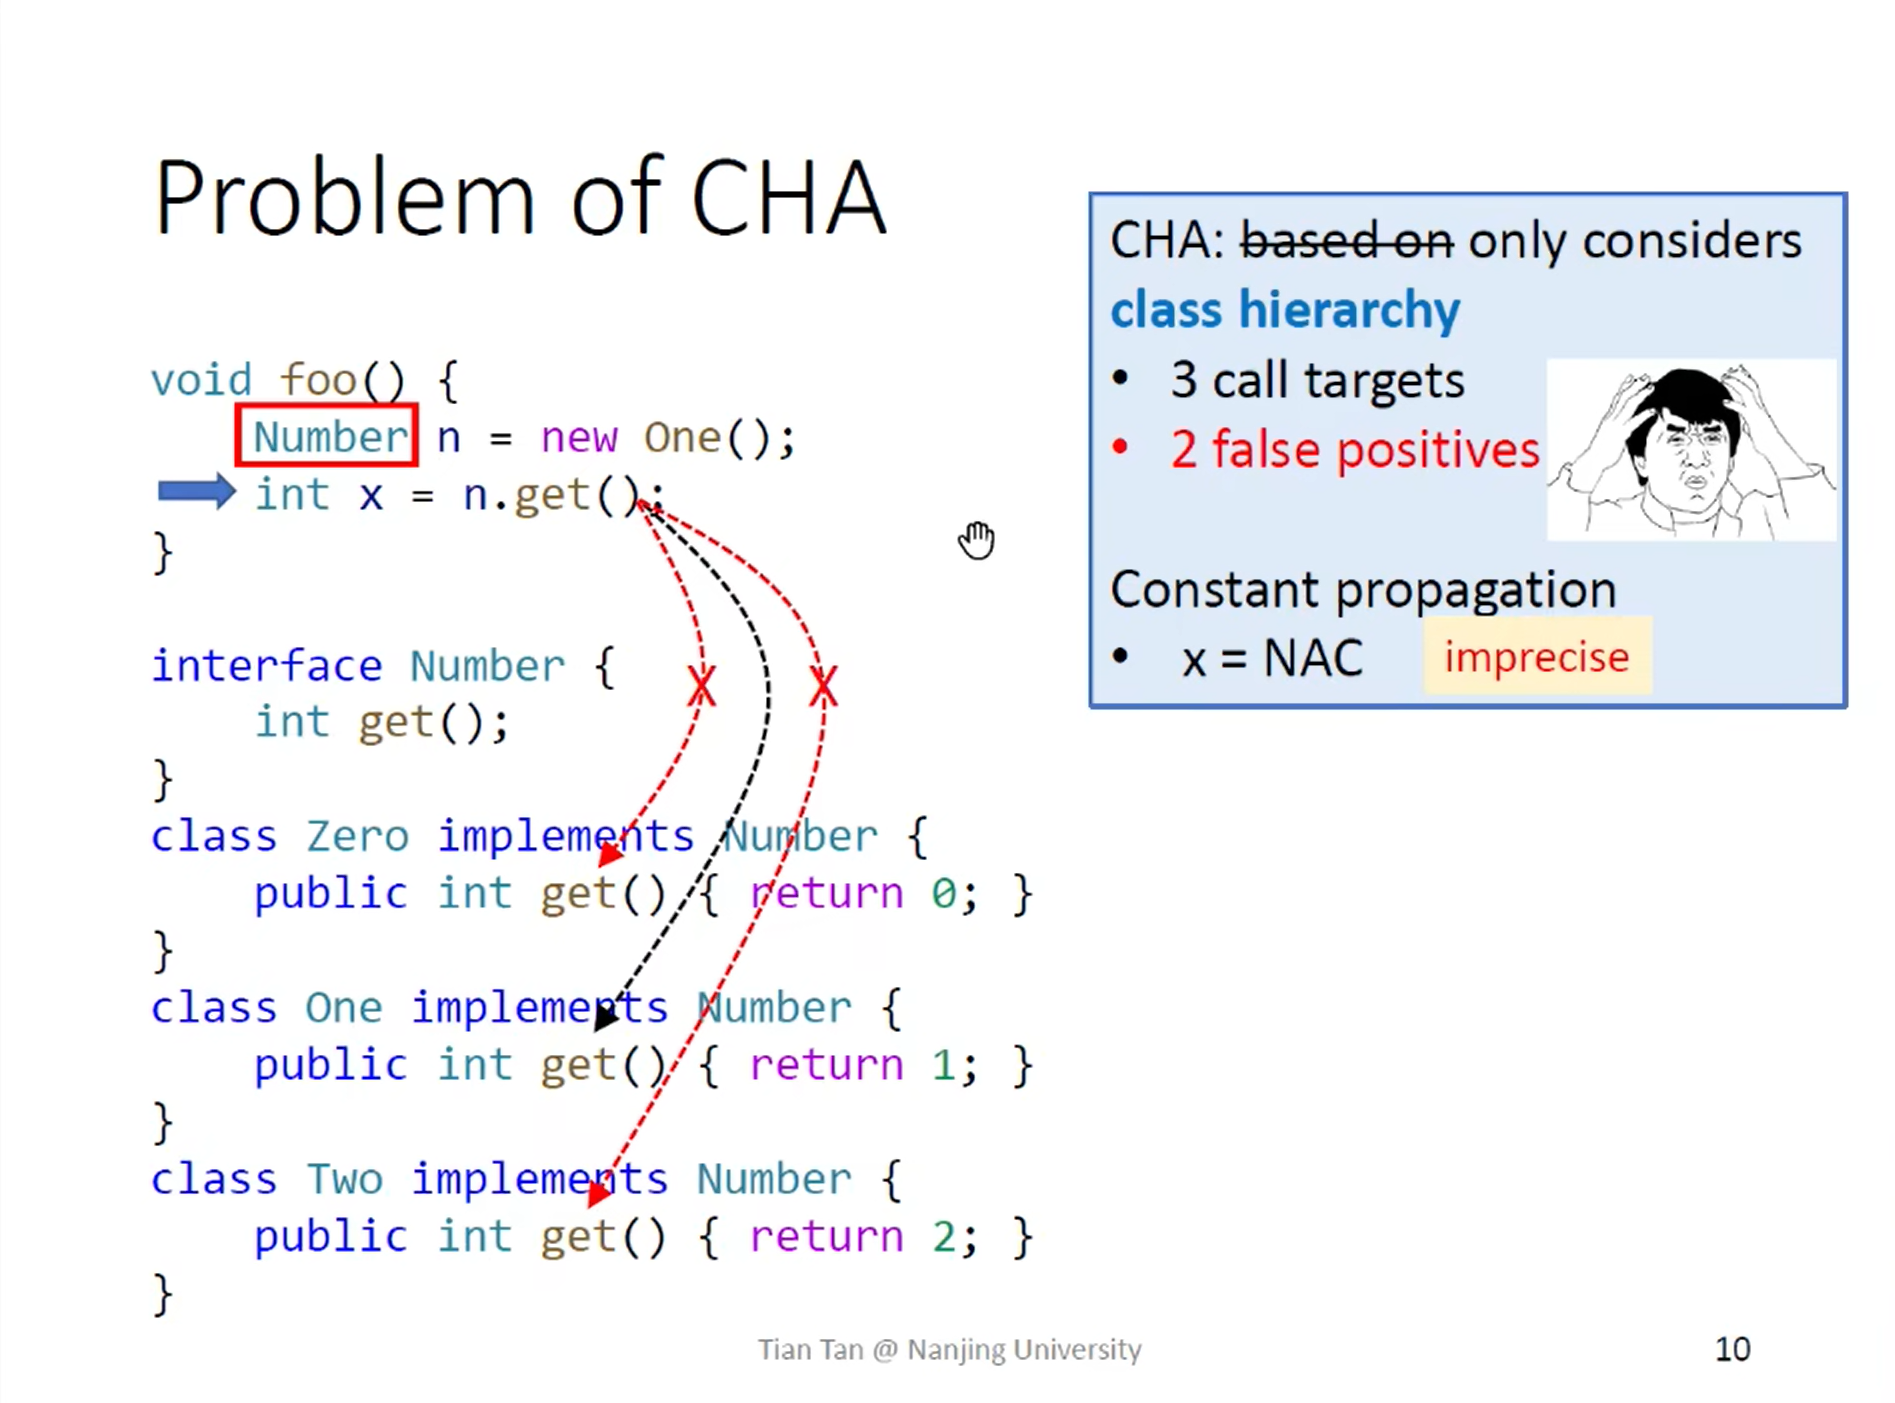 Problem of CHA
CHA: based on only considers
class hierarchy
• 3 call targets
• 2 false positives
Constant propagation
• x = NAC
imprecise
void foo() {
    Number n = new One();
    int x = n.get();
}
interface Number {
    int get();
}
class Zero implements Number {
    public int get() { return 0; }
}
class One implements Number {
    public int get() { return 1; }
}
class Two implements Number {
    public int get() { return 2; }
}
X X
Tian Tan @ Nanjing University
10